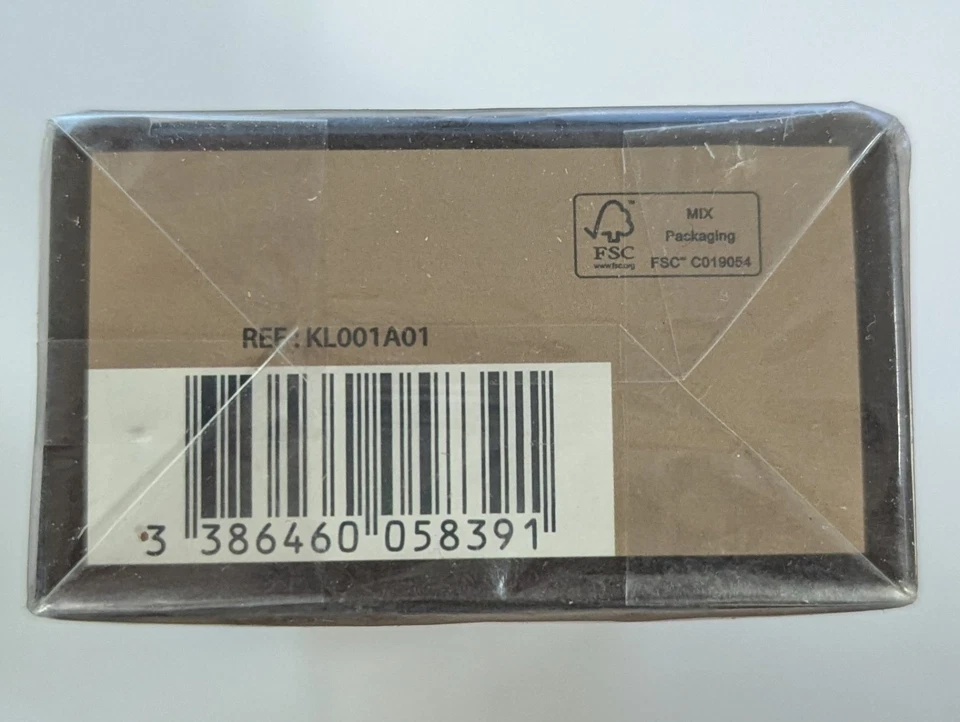 MIX
Packaging
FSC™ C019054
FSC
www.fsc.org
REF : KL001A01
3 386460 058391